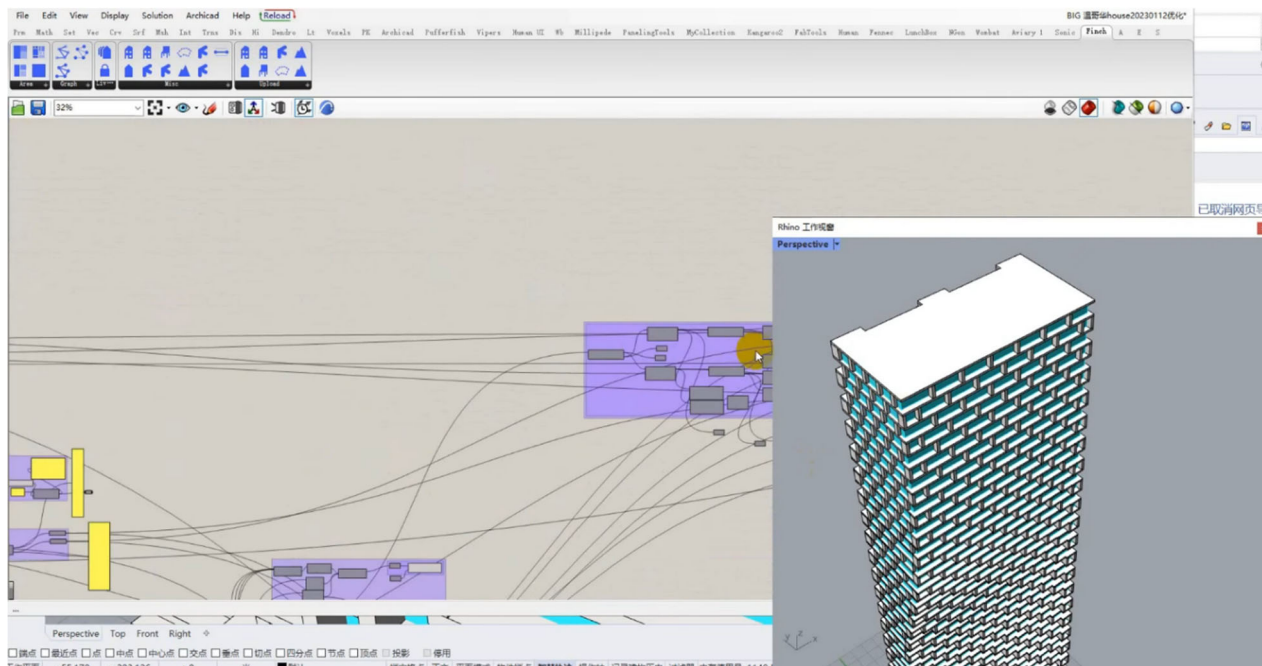 File Edit View Display Solution Archicad Help [Reload]
BIG 温哥华house20230112优化*
Prm Math Set Vec Crv Srf Msh Int Trns Dis Hi Dendro Lt Voxels PK Archicad Pufferfish Vipers Human UI Wb Millipede PanelingTools MyCollection Kangaroo2 FabTools Human Fennec LunchBox NGon Wombat Aviary 1 Sonic Finch A E S
Area Graph Misc Upload
32%
已取消网页导
Rhino 工作视窗
Perspective
Perspective Top Front Right
端点 最近点 点 中点 中心点 交点 垂点 切点 四分点 节点 顶点 投影 停用